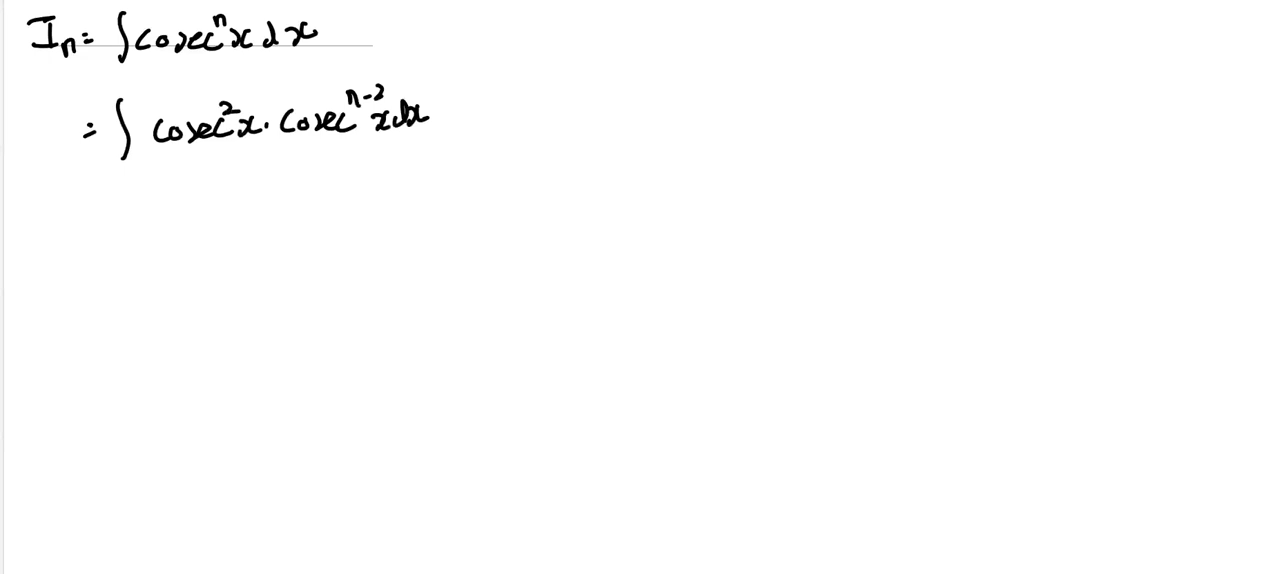 Iₙ = ∫ cosecⁿx dx
= ∫ cosec²x · cosecⁿ⁻²x dx